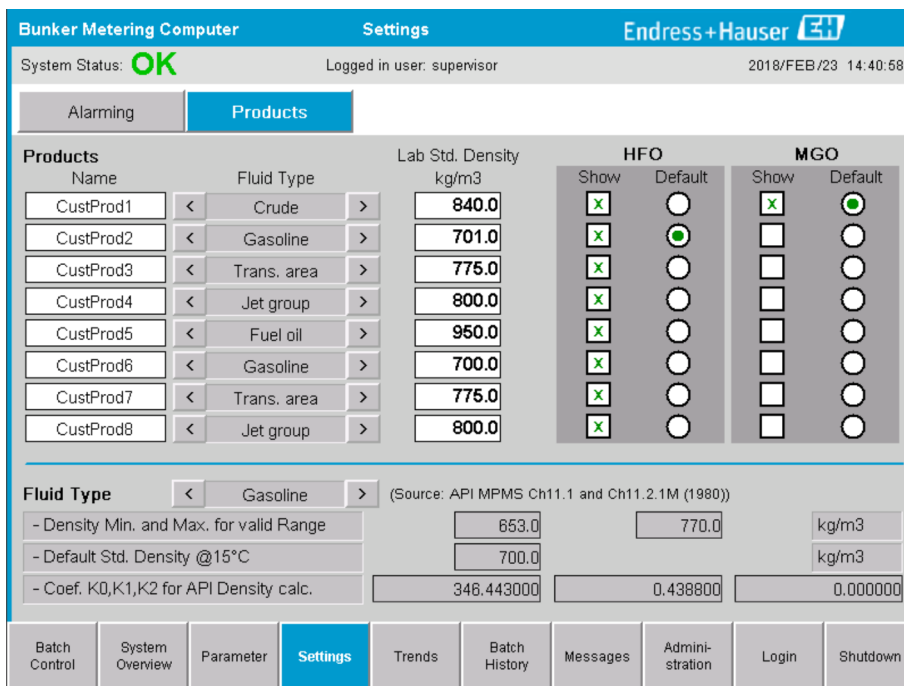 Bunker Metering Computer Settings Endress+Hauser EH
System Status: OK Logged in user: supervisor 2018/FEB/23 14:40:58
Alarming Products
Products Lab Std. Density HFO MGO
Name Fluid Type kg/m3 Show Default Show Default
CustProd1 < Crude > 840.0 X X
CustProd2 < Gasoline > 701.0 X
CustProd3 < Trans. area > 775.0 X
CustProd4 < Jet group > 800.0 X
CustProd5 < Fuel oil > 950.0 X
CustProd6 < Gasoline > 700.0 X
CustProd7 < Trans. area > 775.0 X
CustProd8 < Jet group > 800.0 X
Fluid Type < Gasoline > (Source: API MPMS Ch11.1 and Ch11.2.1M (1980))
- Density Min. and Max. for valid Range 653.0 770.0 kg/m3
- Default Std. Density @15°C 700.0 kg/m3
- Coef. K0,K1,K2 for API Density calc. 346.443000 0.438800 0.000000
Batch Control System Overview Parameter Settings Trends Batch History Messages Admini-stration Login Shutdown